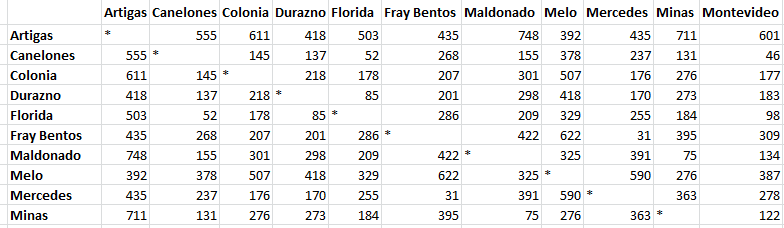 Artigas Canelones Colonia Durazno Florida Fray Bentos Maldonado Melo Mercedes Minas Montevideo
Artigas * 555 611 418 503 435 748 392 435 711 601
Canelones 555 * 145 137 52 268 155 378 237 131 46
Colonia 611 145 * 218 178 207 301 507 176 276 177
Durazno 418 137 218 * 85 201 298 418 170 273 183
Florida 503 52 178 85 * 286 209 329 255 184 98
Fray Bentos 435 268 207 201 286 * 422 622 31 395 309
Maldonado 748 155 301 298 209 422 * 325 391 75 134
Melo 392 378 507 418 329 622 325 * 590 276 387
Mercedes 435 237 176 170 255 31 391 590 * 363 278
Minas 711 131 276 273 184 395 75 276 363 * 122